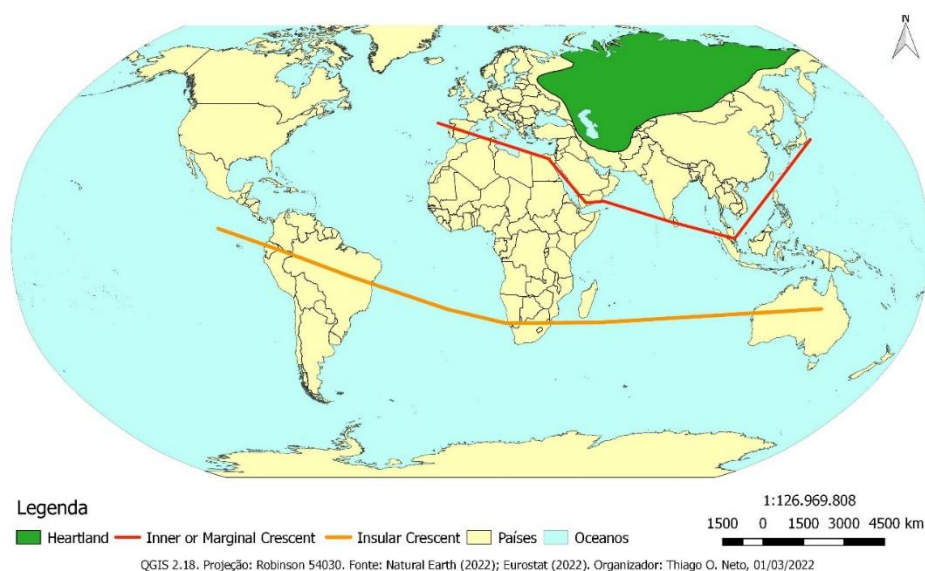 N
Legenda
Heartland Inner or Marginal Crescent Insular Crescent Países Oceanos
1:126.969.808
1500 0 1500 3000 4500 km
QGIS 2.18. Projeção: Robinson 54030. Fonte: Natural Earth (2022); Eurostat (2022). Organizador: Thiago O. Neto, 01/03/2022